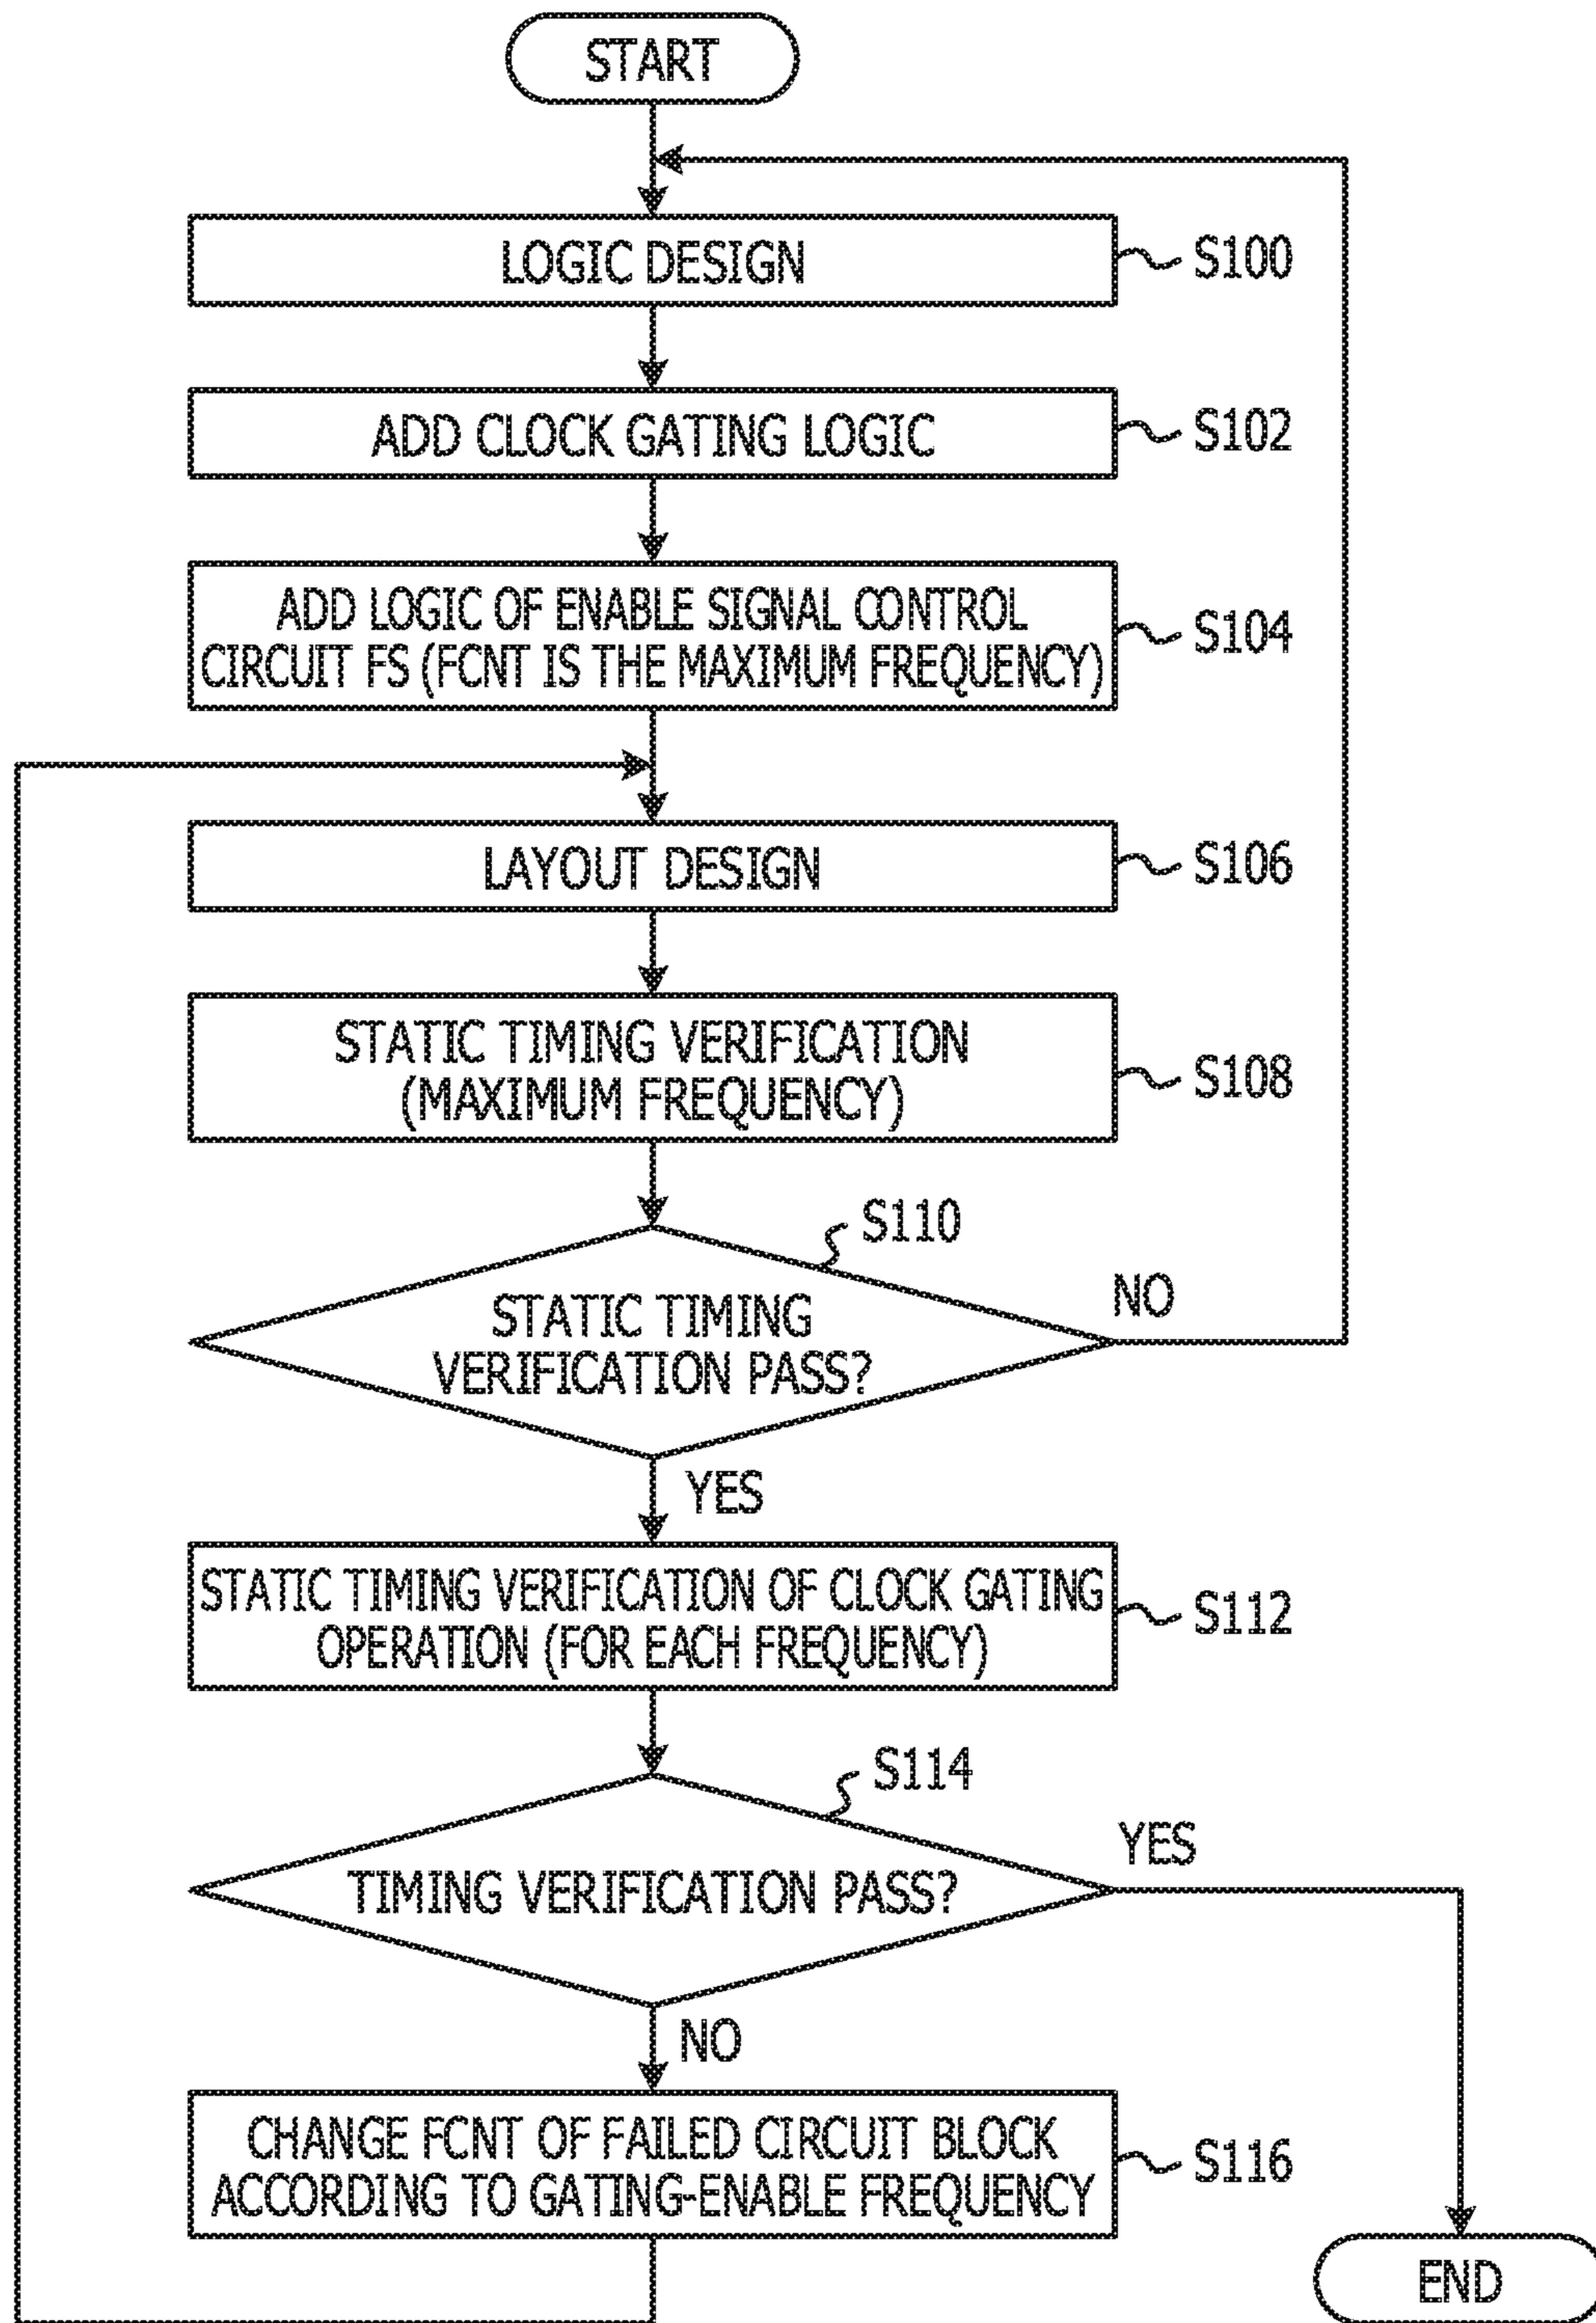 START
LOGIC DESIGN
S100
ADD CLOCK GATING LOGIC
S102
ADD LOGIC OF ENABLE SIGNAL CONTROL
CIRCUIT FS (FCNT IS THE MAXIMUM FREQUENCY)
S104
LAYOUT DESIGN
S106
STATIC TIMING VERIFICATION
(MAXIMUM FREQUENCY)
S108
S110
STATIC TIMING
VERIFICATION PASS?
NO
YES
STATIC TIMING VERIFICATION OF CLOCK GATING
OPERATION (FOR EACH FREQUENCY)
S112
S114
TIMING VERIFICATION PASS?
YES
NO
CHANGE FCNT OF FAILED CIRCUIT BLOCK
ACCORDING TO GATING-ENABLE FREQUENCY
S116
END